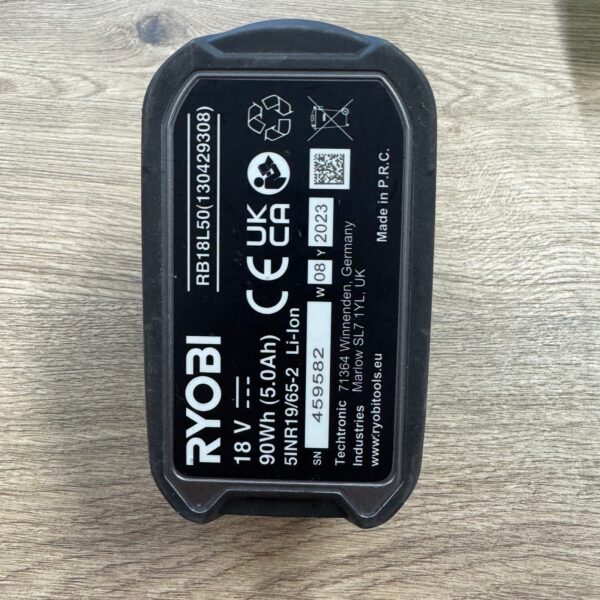 RYOBI
RB18L50(130429308)
18 V
90Wh (5.0Ah)
5INR19/65-2 Li-Ion
CE UK CA
SN 459582 W 08 Y 2023
Techtronic 71364 Winnenden, Germany
Industries Marlow SL7 1YL, UK
www.ryobitools.eu
Made in P.R.C.